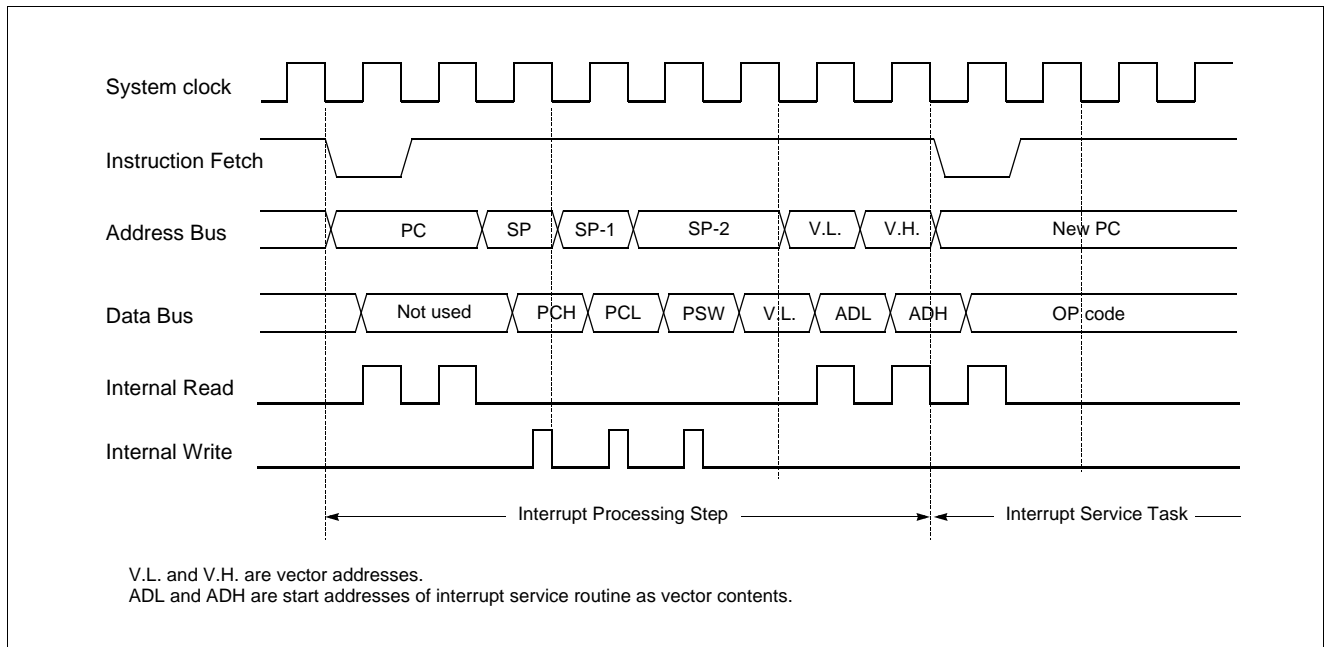 System clock
Instruction Fetch
Address Bus PC SP SP-1 SP-2 V.L. V.H. New PC
Data Bus Not used PCH PCL PSW V.L. ADL ADH OP code
Internal Read
Internal Write
Interrupt Processing Step Interrupt Service Task
V.L. and V.H. are vector addresses.
ADL and ADH are start addresses of interrupt service routine as vector contents.